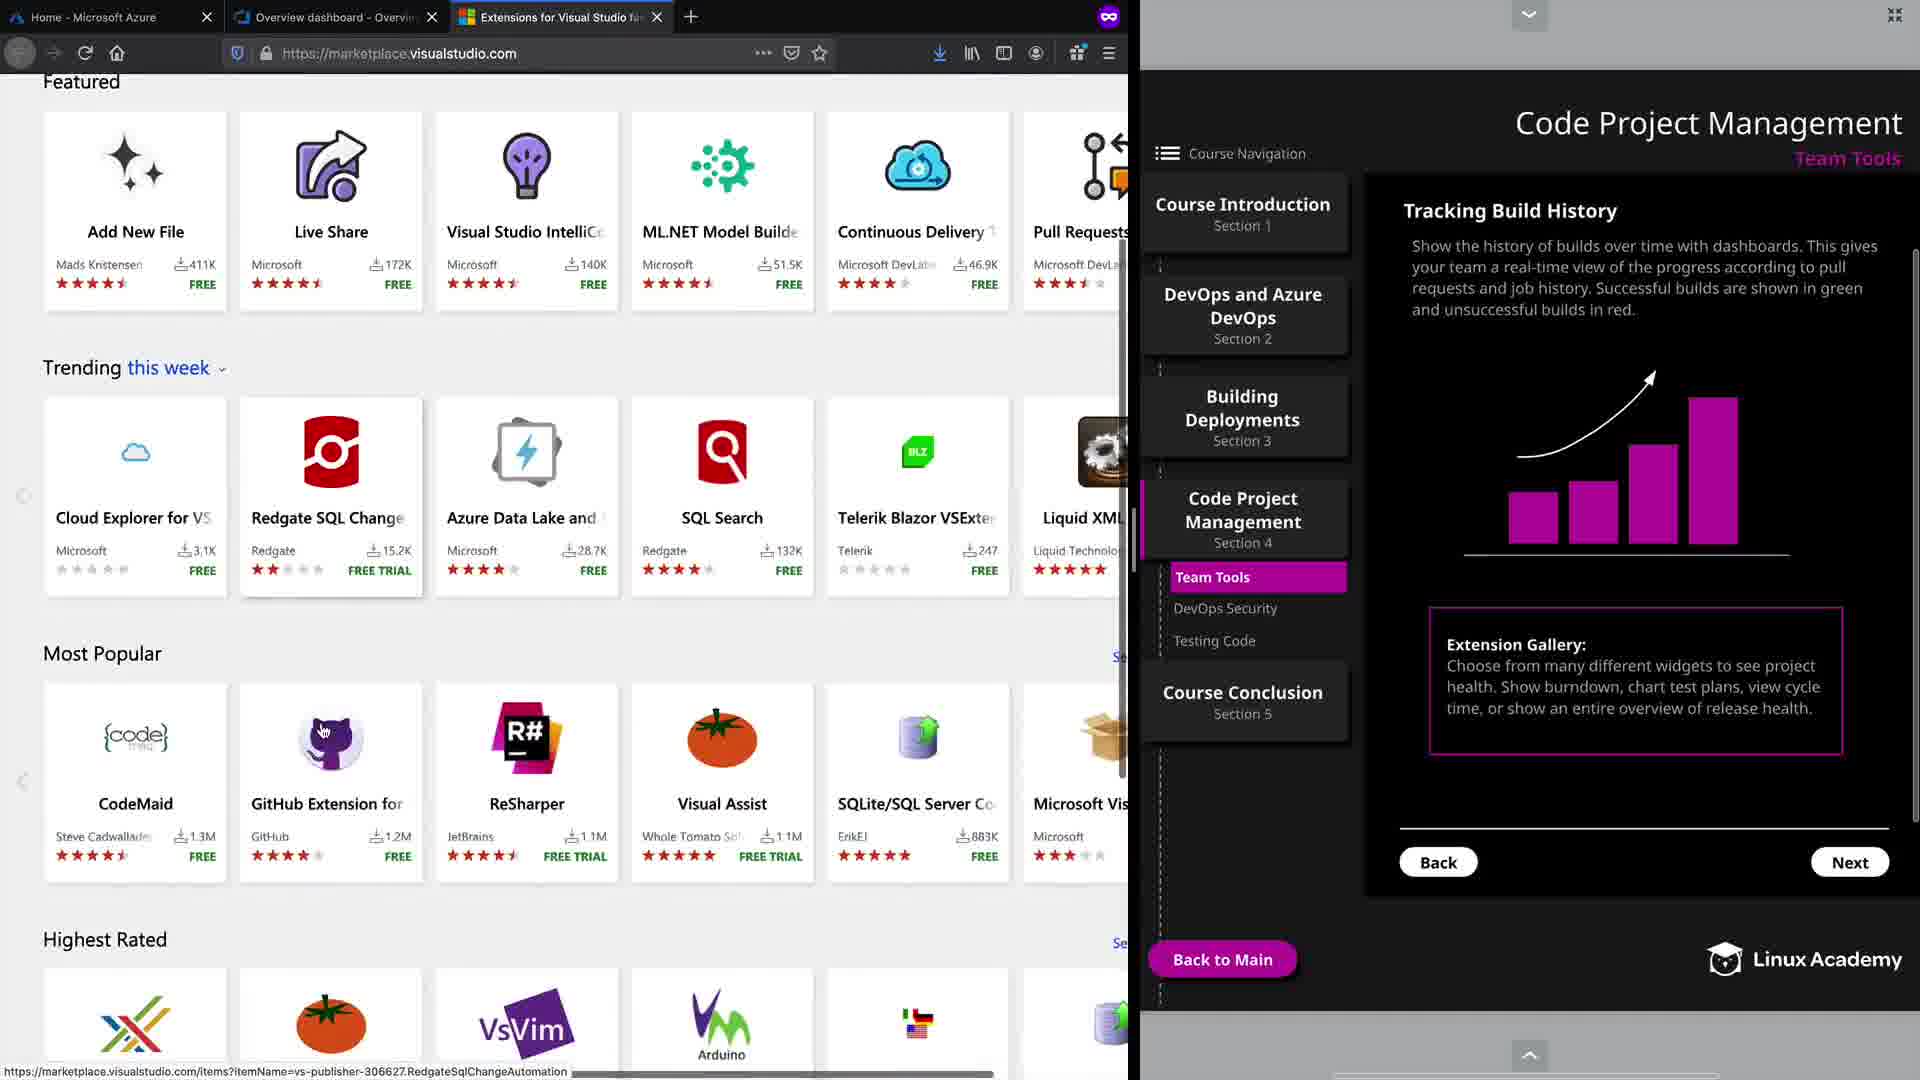 Home - Microsoft Azure
Overview dashboard - Overvie
Extensions for Visual Studio fa
https://marketplace.visualstudio.com
Featured
Add New File
Mads Kristensen 411K
FREE
Live Share
Microsoft 172K
FREE
Visual Studio IntelliCo
Microsoft 140K
FREE
ML.NET Model Builde
Microsoft 51.5K
FREE
Continuous Delivery T
Microsoft DevLabs 46.9K
FREE
Pull Requests
Microsoft DevLa
Trending this week
BLZ
Cloud Explorer for VS
Microsoft 3.1K
FREE
Redgate SQL Change
Redgate 15.2K
FREE TRIAL
Azure Data Lake and
Microsoft 28.7K
FREE
SQL Search
Redgate 132K
FREE
Telerik Blazor VSExte
Telerik 247
FREE
Liquid XML
Liquid Technolo
Most Popular
Se
{code
maid
R#
CodeMaid
Steve Cadwallader 1.3M
FREE
GitHub Extension for
GitHub 1.2M
FREE
ReSharper
JetBrains 1.1M
FREE TRIAL
Visual Assist
Whole Tomato Sof 1.1M
FREE TRIAL
SQLite/SQL Server Co
ErikEJ 883K
FREE
Microsoft Vis
Microsoft
Highest Rated
Se
VsVim
Arduino
https://marketplace.visualstudio.com/items?itemName=vs-publisher-306627.RedgateSqlChangeAutomation
Code Project Management
Team Tools
Course Navigation
Course Introduction
Section 1
DevOps and Azure
DevOps
Section 2
Building
Deployments
Section 3
Code Project
Management
Section 4
Team Tools
DevOps Security
Testing Code
Course Conclusion
Section 5
Back to Main
Tracking Build History
Show the history of builds over time with dashboards. This gives
your team a real-time view of the progress according to pull
requests and job history. Successful builds are shown in green
and unsuccessful builds in red.
Extension Gallery:
Choose from many different widgets to see project
health. Show burndown, chart test plans, view cycle
time, or show an entire overview of release health.
Back
Next
Linux Academy